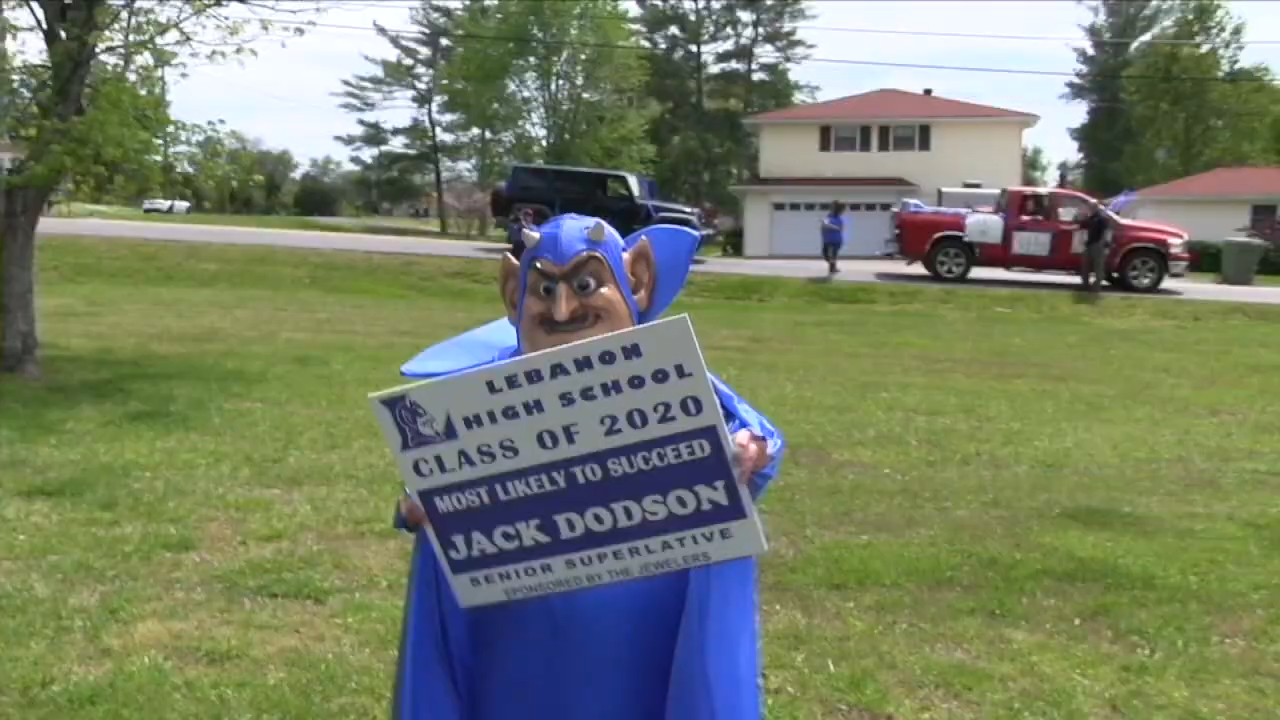 LEBANON
HIGH SCHOOL
CLASS OF 2020
MOST LIKELY TO SUCCEED
JACK DODSON
SENIOR SUPERLATIVE
SPONSORED BY THE JEWELERS